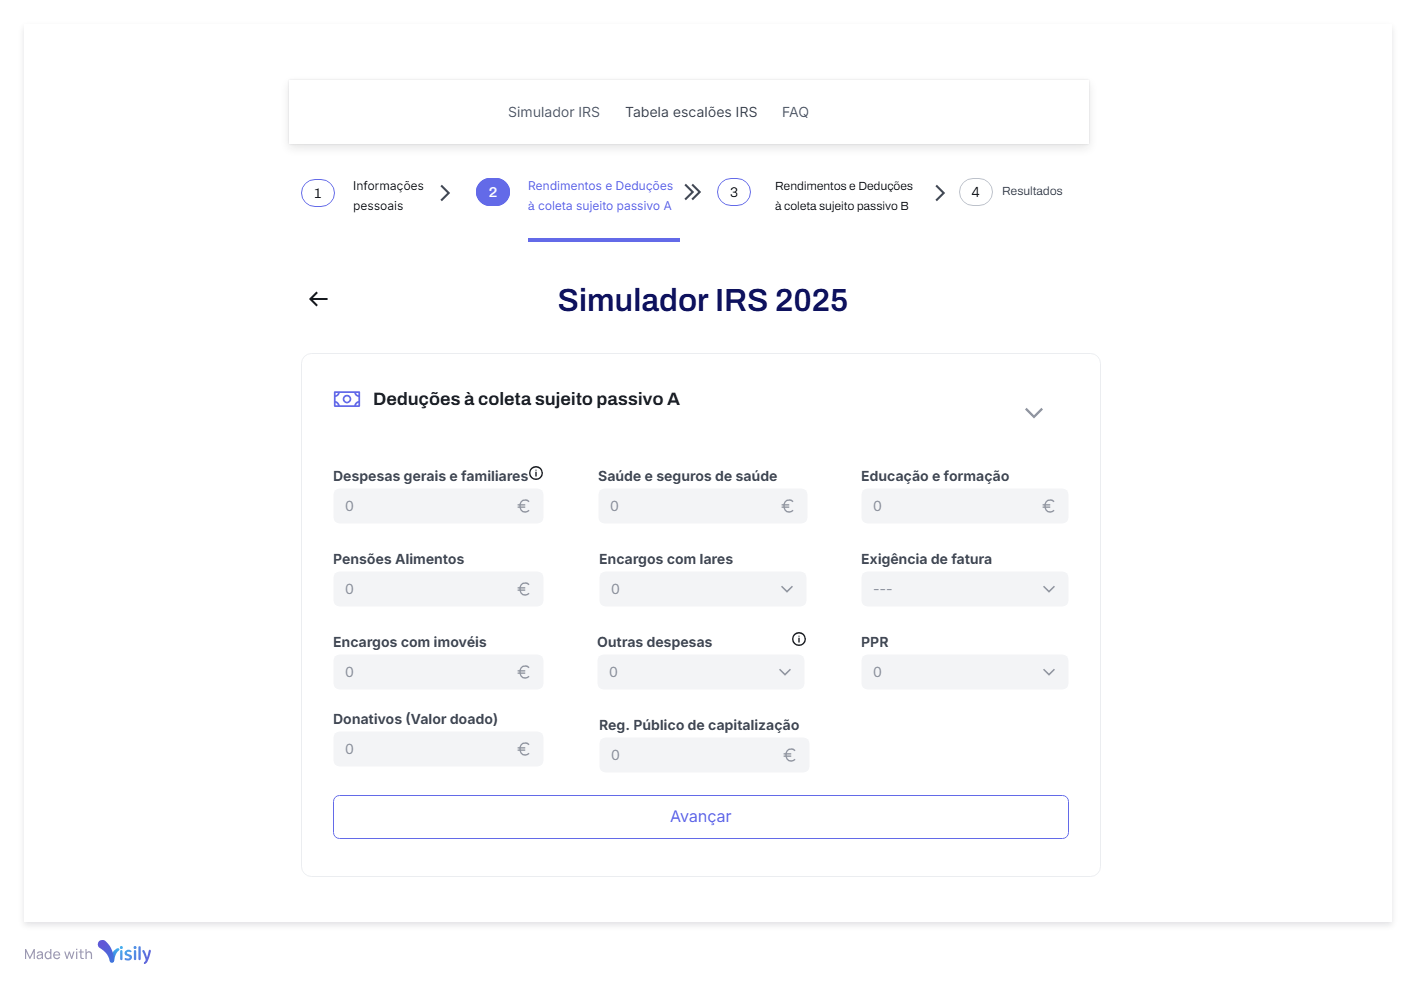 Simulador IRS
Tabela escalões IRS
FAQ
1
Informações
pessoais
2
Rendimentos e Deduções
à coleta sujeito passivo A
3
Rendimentos e Deduções
à coleta sujeito passivo B
4
Resultados
Simulador IRS 2025
Deduções à coleta sujeito passivo A
Despesas gerais e familiares
0 €
Saúde e seguros de saúde
0 €
Educação e formação
0 €
Pensões Alimentos
0 €
Encargos com lares
0
Exigência de fatura
---
Encargos com imovéis
0 €
Outras despesas
0
PPR
0
Donativos (Valor doado)
0 €
Reg. Público de capitalização
0 €
Avançar
Made with Visily